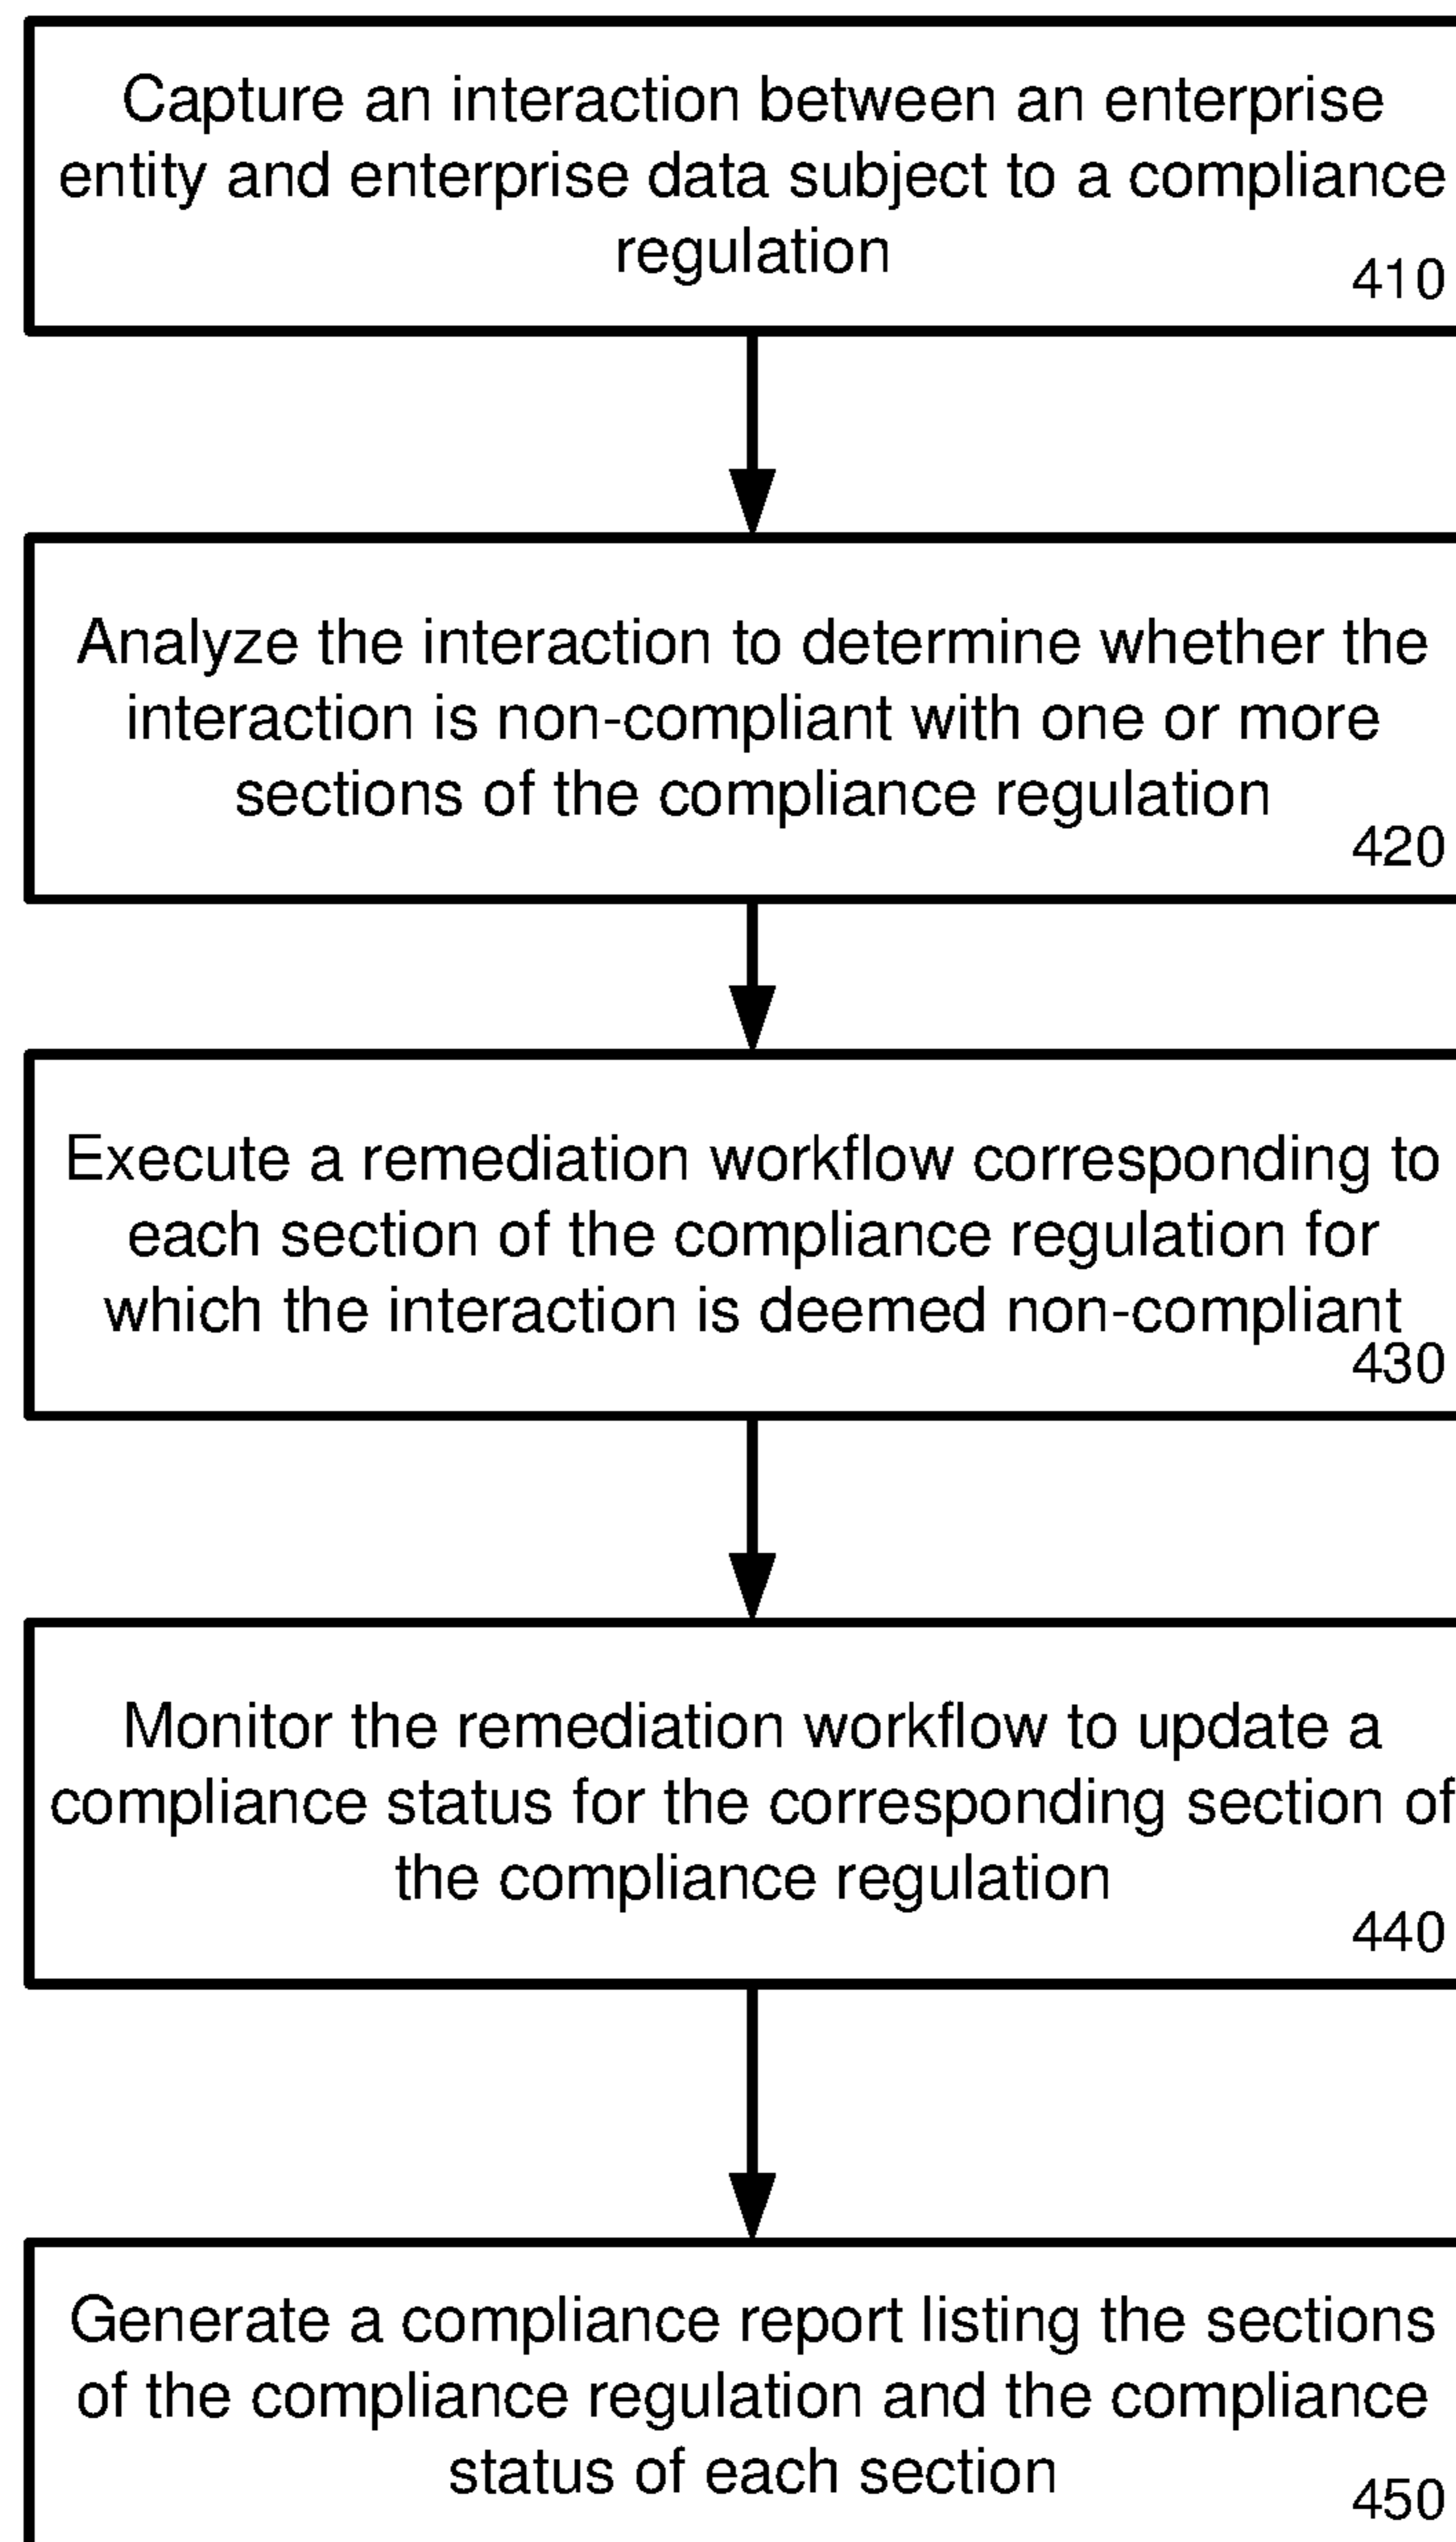 Capture an interaction between an enterprise
entity and enterprise data subject to a compliance
regulation
410
Analyze the interaction to determine whether the
interaction is non-compliant with one or more
sections of the compliance regulation
420
Execute a remediation workflow corresponding to
each section of the compliance regulation for
which the interaction is deemed non-compliant
430
Monitor the remediation workflow to update a
compliance status for the corresponding section of
the compliance regulation
440
Generate a compliance report listing the sections
of the compliance regulation and the compliance
status of each section
450